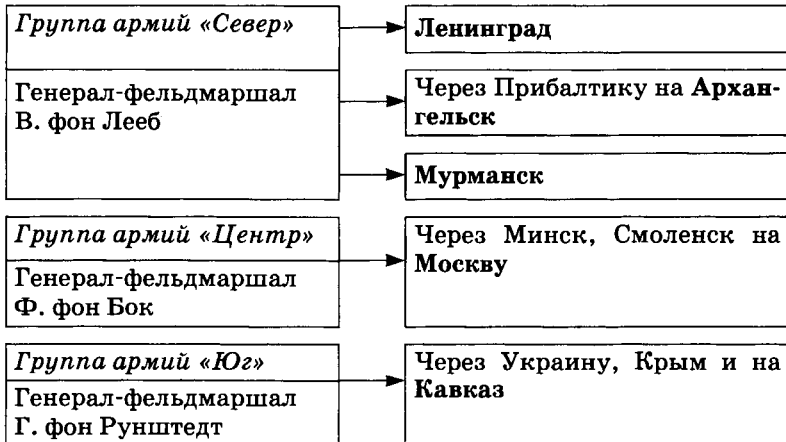 Группа армий «Север»
Ленинград
Генерал-фельдмаршал
В. фон Лееб
Через Прибалтику на Архан-
гельск
Мурманск
Группа армий «Центр»
Генерал-фельдмаршал
Ф. фон Бок
Через Минск, Смоленск на
Москву
Группа армий «Юг»
Генерал-фельдмаршал
Г. фон Рунштедт
Через Украину, Крым и на
Кавказ